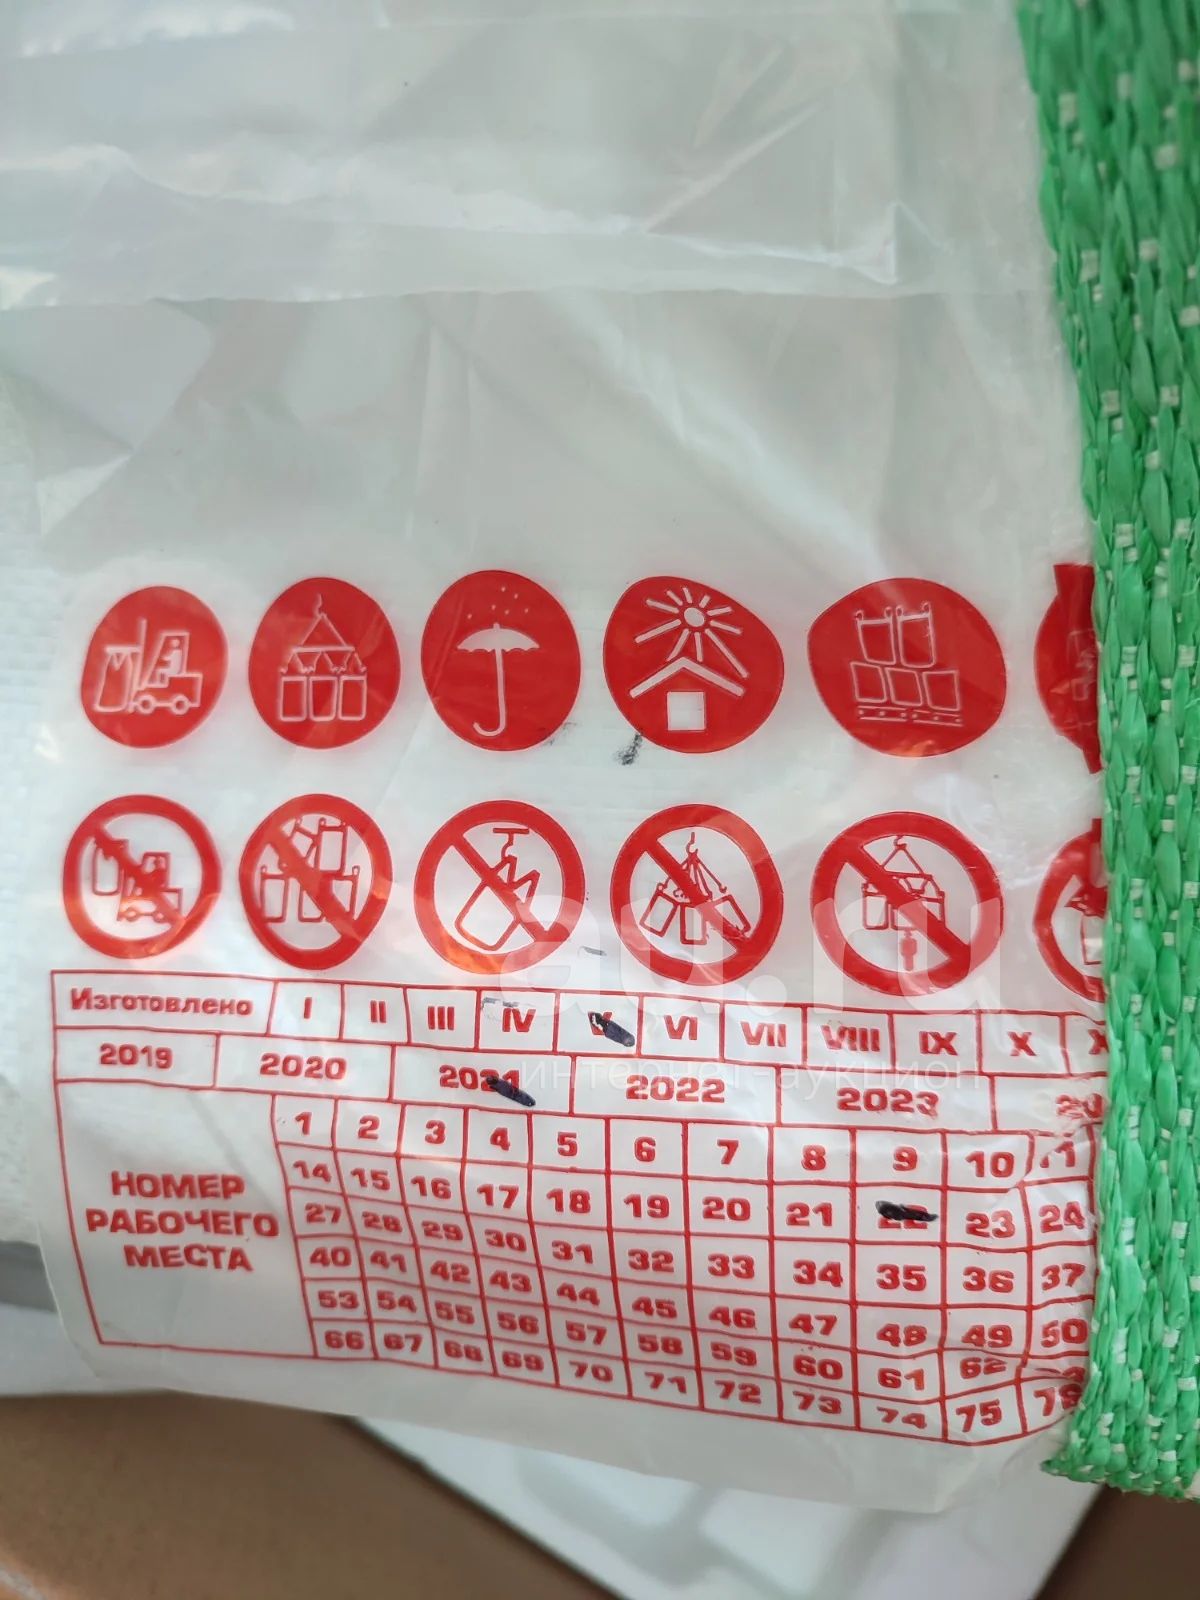 Изготовлено I II III IV V VI VII VIII IX X
2019 2020 2021 2022 2023
НОМЕР
РАБОЧЕГО
МЕСТА
1 2 3 4 5 6 7 8 9 10 11
14 15 16 17 18 19 20 21 22 23 24
27 28 29 30 31 32 33 34 35 36 37
40 41 42 43 44 45 46 47 48 49 50
53 54 55 56 57 58 59 60 61 62
66 67 68 69 70 71 72 73 74 75
au.ru
интернет-аукцион